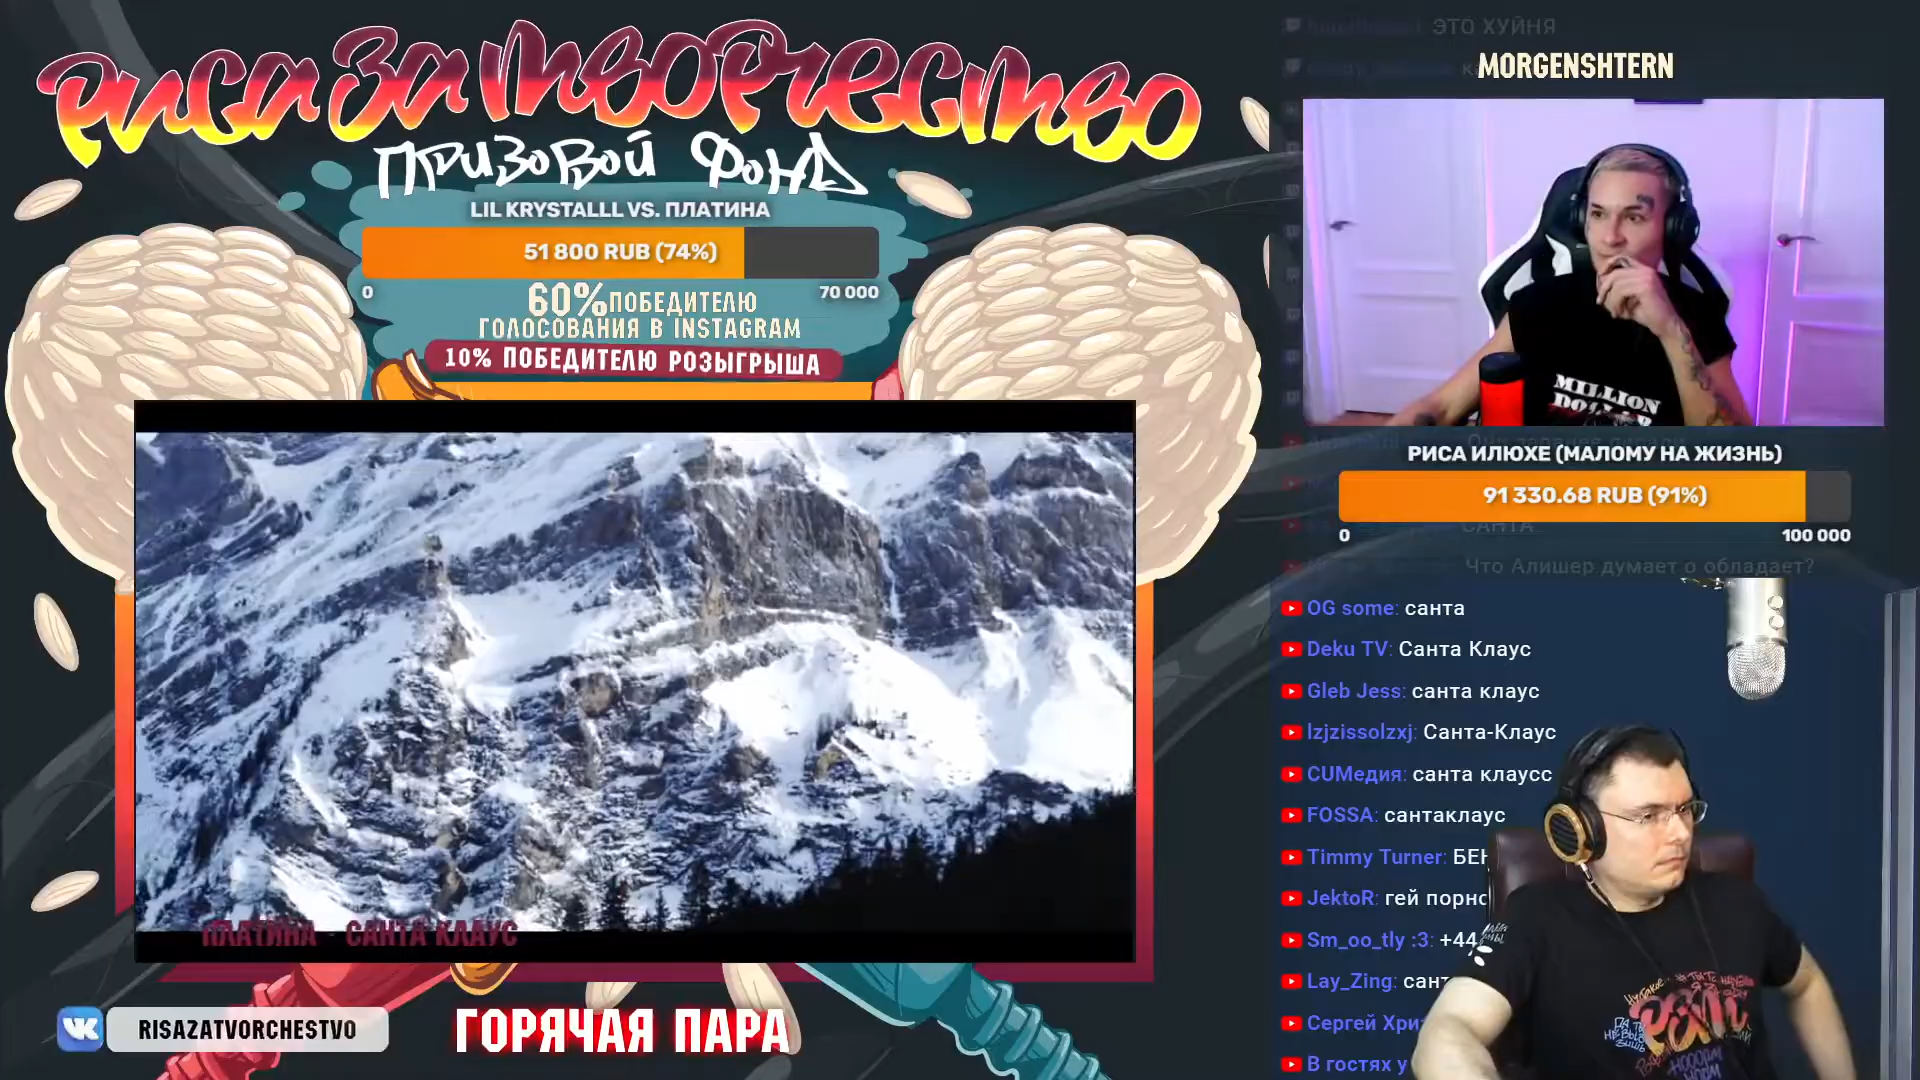 РИСА ЗА ТВОРЧЕСТВО
ПРИЗОВОЙ ФОНД
LIL KRYSTALLL VS. ПЛАТИНА
51 800 RUB (74%)
0
70 000
60% ПОБЕДИТЕЛЮ
ГОЛОСОВАНИЯ В INSTAGRAM
10% ПОБЕДИТЕЛЮ РОЗЫГРЫША
ПЛАТИНА - САНТА КЛАУС
RISAZATVORCHESTVO
ГОРЯЧАЯ ПАРА
ЭТО ХУЙНЯ
MORGENSHTERN
MILLION
РИСА ИЛЮХЕ (МАЛОМУ НА ЖИЗНЬ)
91 330.68 RUB (91%)
0
100 000
САНТА
Что Алишер думает о обладает?
OG some: санта
Deku TV: Санта Клаус
Gleb Jess: санта клаус
lzjzissolzxj: Санта-Клаус
CUМедия: санта клаусс
FOSSA: сантаклаус
Timmy Turner: БЕН
JektoR: гей порно
Sm_oo_tly :3: +44
Lay_Zing: сант
Сергей Хри
В гостях у